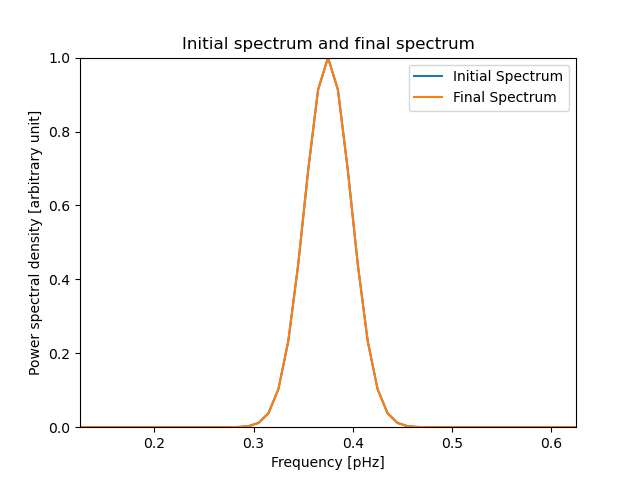 Initial spectrum and final spectrum
1.0
0.8
0.6
0.4
0.2
0.0
Power spectral density [arbitrary unit]
Initial Spectrum
Final Spectrum
0.2 0.3 0.4 0.5 0.6
Frequency [pHz]